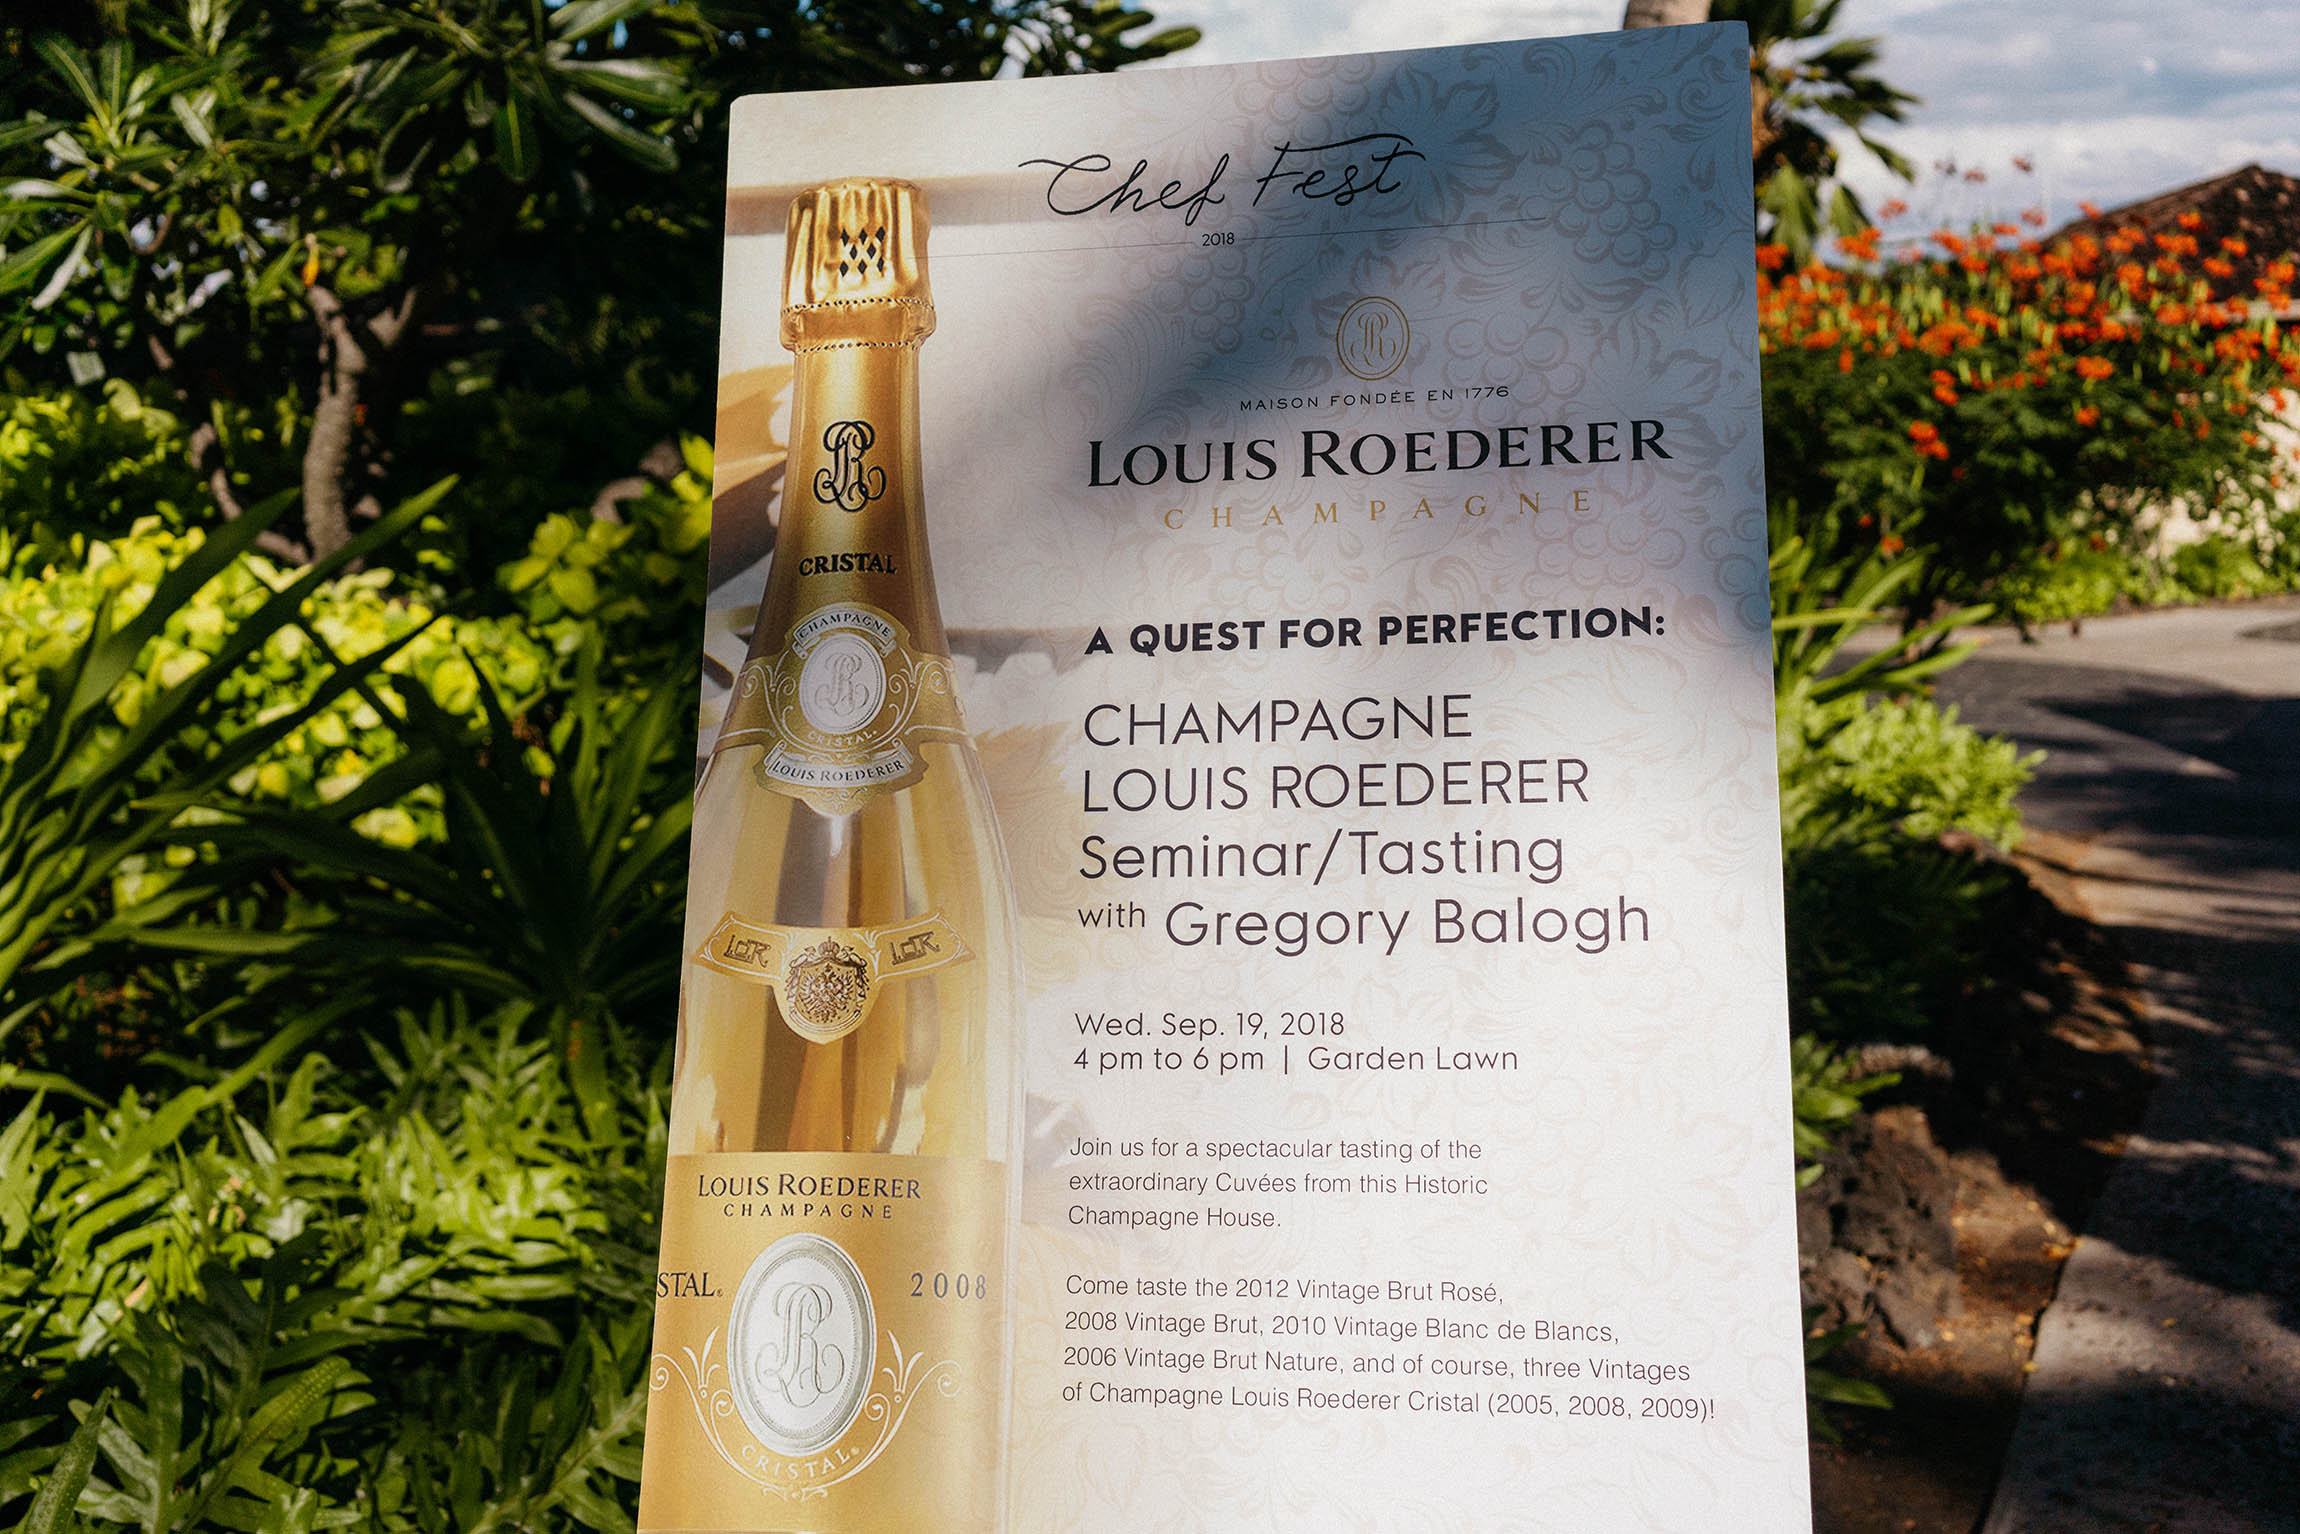 Chef Fest
2018
MAISON FONDÉE EN 1776
LOUIS ROEDERER
CHAMPAGNE
A QUEST FOR PERFECTION:
CHAMPAGNE
LOUIS ROEDERER
Seminar/Tasting
with Gregory Balogh
Wed. Sep. 19, 2018
4 pm to 6 pm | Garden Lawn
Join us for a spectacular tasting of the
extraordinary Cuvées from this Historic
Champagne House.
Come taste the 2012 Vintage Brut Rosé,
2008 Vintage Brut, 2010 Vintage Blanc de Blancs,
2006 Vintage Brut Nature, and of course, three Vintages
of Champagne Louis Roederer Cristal (2005, 2008, 2009)!
LR
CRISTAL
CHAMPAGNE
CRISTAL
LOUIS ROEDERER
LOUIS ROEDERER
CHAMPAGNE
STAL® 2008
CRISTAL®